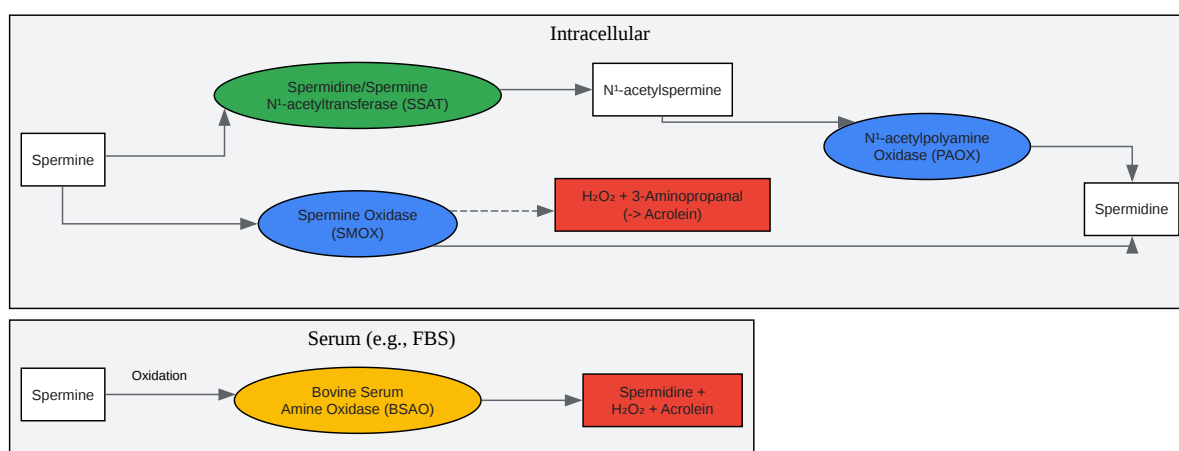 Intracellular
Spermidine/Spermine
N¹-acetyltransferase (SSAT)
N¹-acetylspermine
N¹-acetylpolyamine
Oxidase (PAOX)
Spermine
Spermine Oxidase
(SMOX)
H₂O₂ + 3-Aminopropanal
(-> Acrolein)
Spermidine
Serum (e.g., FBS)
Spermine
Oxidation
Bovine Serum
Amine Oxidase (BSAO)
Spermidine +
H₂O₂ + Acrolein